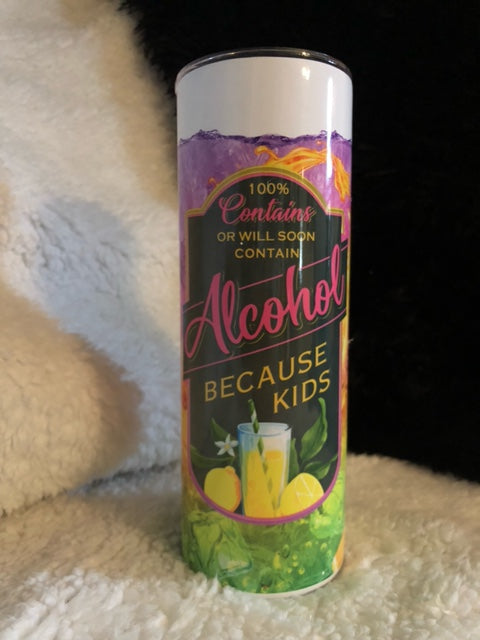 100%
Contains
OR WILL SOON
CONTAIN
Alcohol
BECAUSE
KIDS